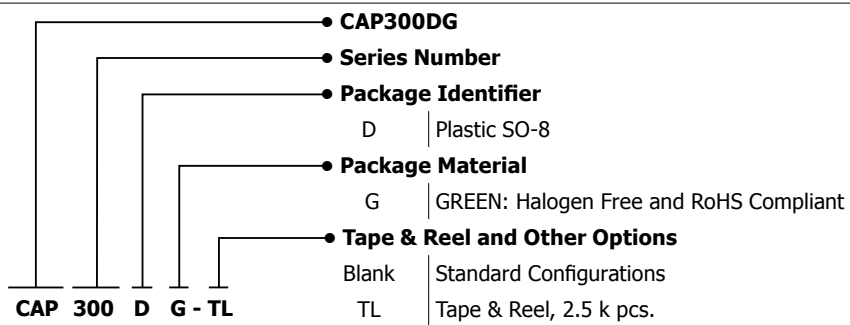 CAP300DG
Series Number
Package Identifier
D Plastic SO-8
Package Material
G GREEN: Halogen Free and RoHS Compliant
Tape & Reel and Other Options
Blank Standard Configurations
CAP 300 D G - TL TL Tape & Reel, 2.5 k pcs.